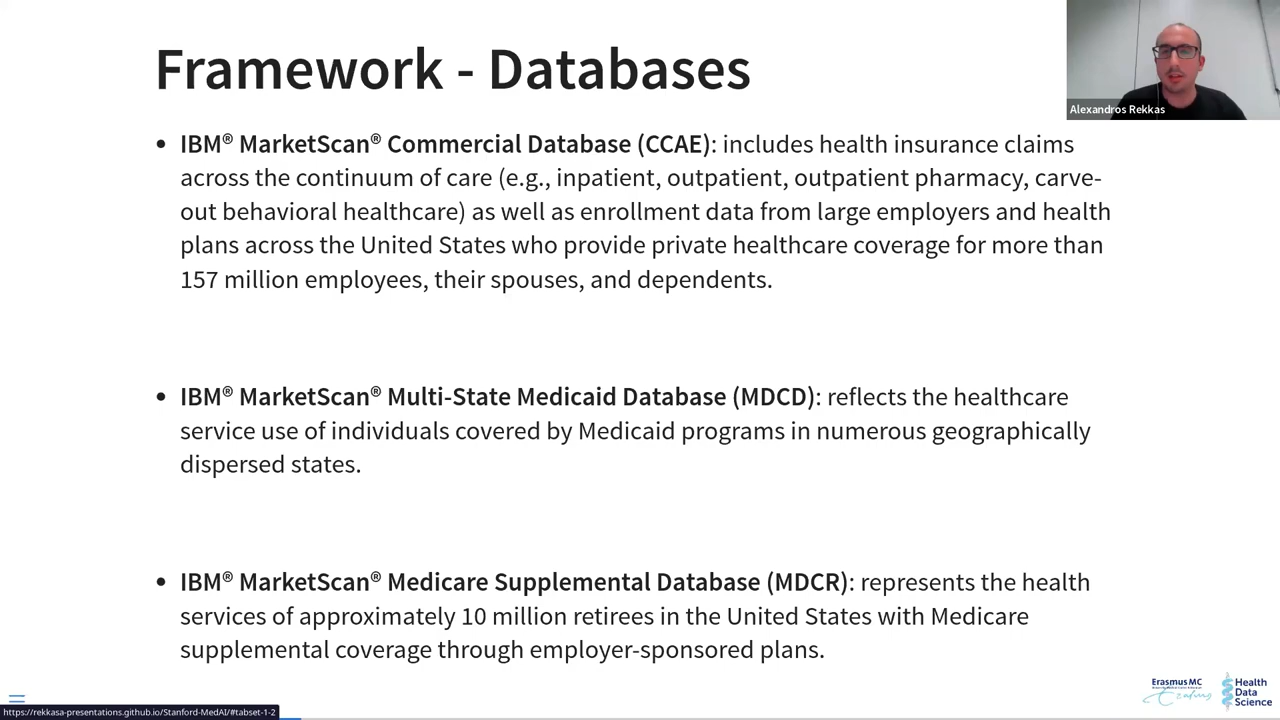 Framework - Databases
Alexandros Rekkas
• IBM® MarketScan® Commercial Database (CCAE): includes health insurance claims
across the continuum of care (e.g., inpatient, outpatient, outpatient pharmacy, carve-
out behavioral healthcare) as well as enrollment data from large employers and health
plans across the United States who provide private healthcare coverage for more than
157 million employees, their spouses, and dependents.
• IBM® MarketScan® Multi-State Medicaid Database (MDCD): reflects the healthcare
service use of individuals covered by Medicaid programs in numerous geographically
dispersed states.
• IBM® MarketScan® Medicare Supplemental Database (MDCR): represents the health
services of approximately 10 million retirees in the United States with Medicare
supplemental coverage through employer-sponsored plans.
Erasmus MC
Erasmus
Health
Data
Science
https://rekkasa-presentations.github.io/Stanford-MedAI/#tabset-1-2